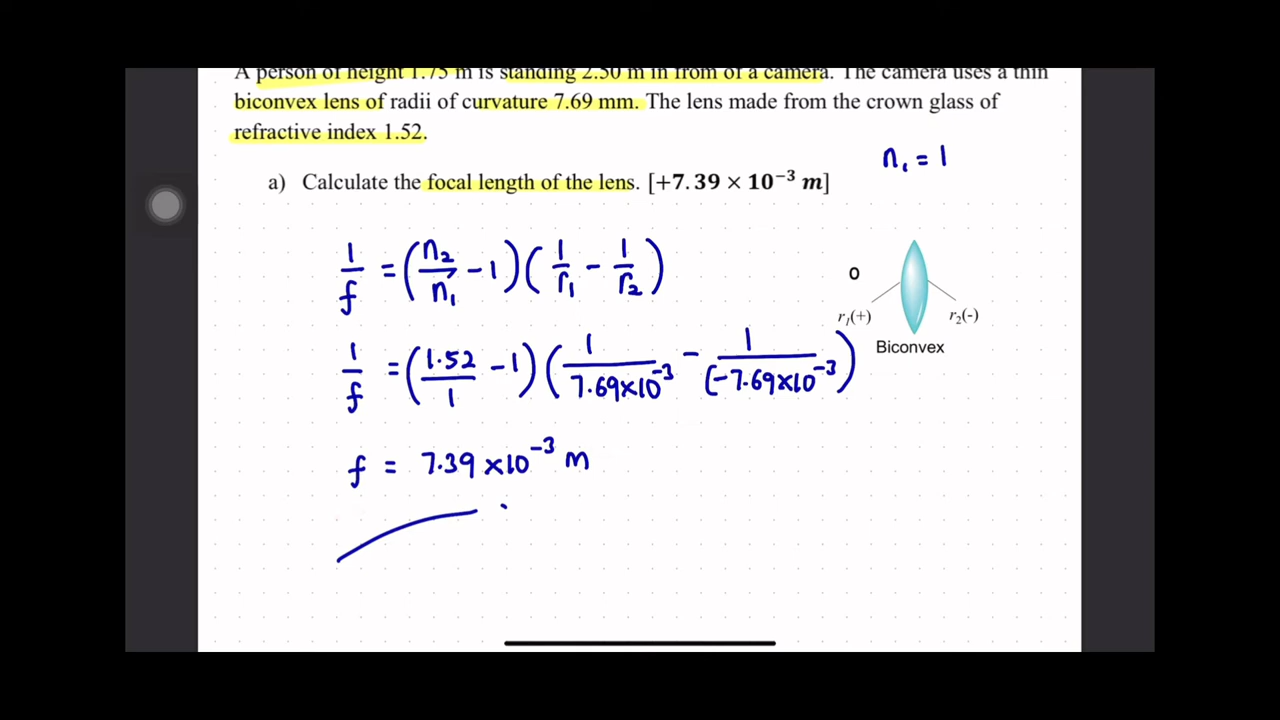 A person of height 1.75 m is standing 2.50 m in from of a camera. The camera uses a thin
biconvex lens of radii of curvature 7.69 mm. The lens made from the crown glass of
refractive index 1.52.
n₁ = 1
a) Calculate the focal length of the lens. [+7.39 × 10⁻³ m]
1/f = (n₂/n₁ - 1)(1/r₁ - 1/r₂)
O
r₁(+)
r₂(-)
Biconvex
1/f = (1.52/1 - 1)(1/7.69×10⁻³ - 1/(-7.69×10⁻³))
f = 7.39 ×10⁻³ m